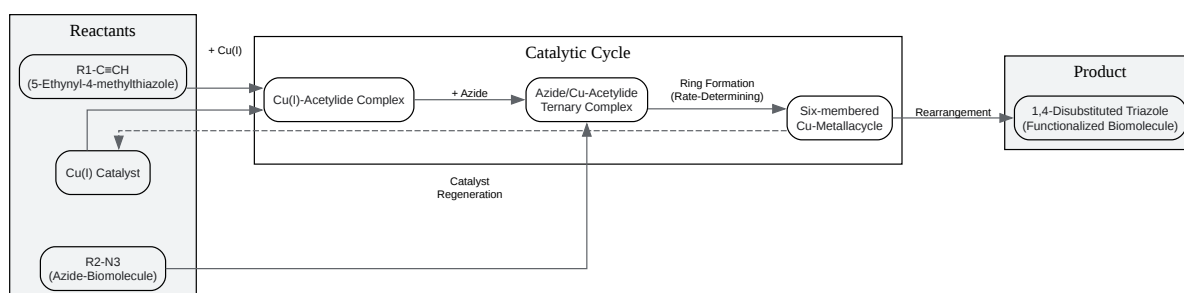 Reactants
R1-C≡CH
(5-Ethynyl-4-methylthiazole)
Cu(I) Catalyst
R2-N3
(Azide-Biomolecule)
+ Cu(I)
Catalytic Cycle
Cu(I)-Acetylide Complex
+ Azide
Azide/Cu-Acetylide
Ternary Complex
Ring Formation
(Rate-Determining)
Six-membered
Cu-Metallacycle
Catalyst
Regeneration
Rearrangement
Product
1,4-Disubstituted Triazole
(Functionalized Biomolecule)